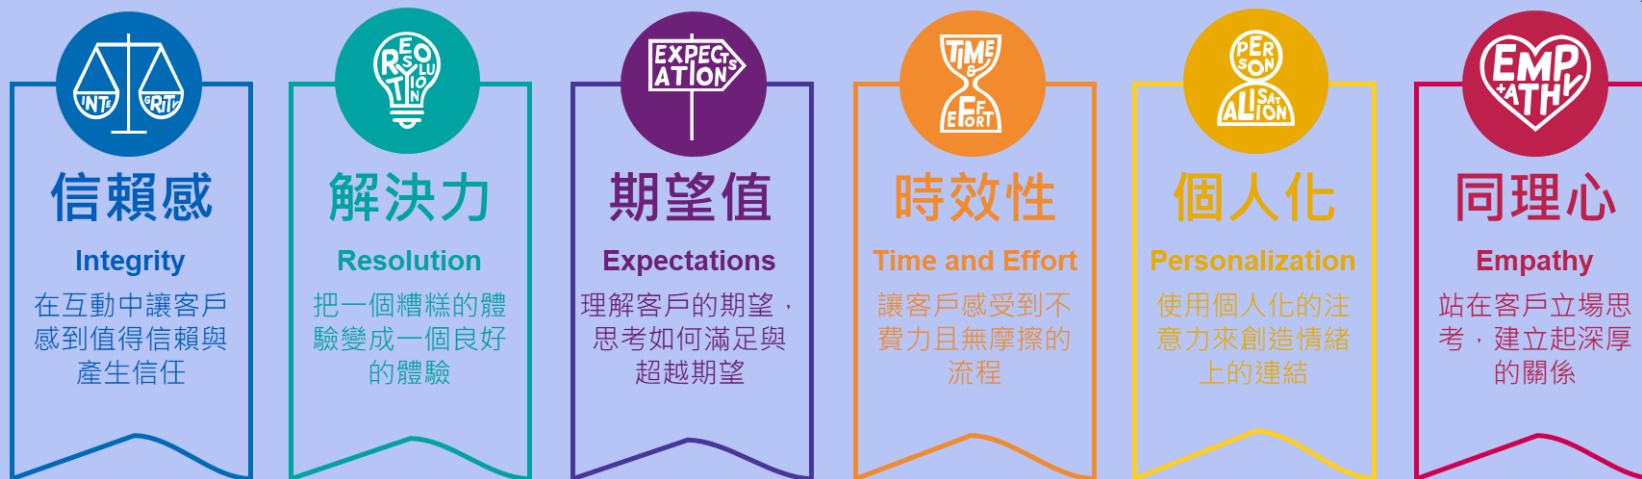 INTEGRITY
信賴感
Integrity
在互動中讓客戶
感到值得信賴與
產生信任
RESOLUTION
解決力
Resolution
把一個糟糕的體
驗變成一個良好
的體驗
EXPECTATIONS
期望值
Expectations
理解客戶的期望，
思考如何滿足與
超越期望
TIME
&
EFFORT
時效性
Time and Effort
讓客戶感受到不
費力且無摩擦的
流程
PERSON
ALISATION
個人化
Personalization
使用個人化的注
意力來創造情緒
上的連結
EMP
ATHY
同理心
Empathy
站在客戶立場思
考，建立起深厚
的關係